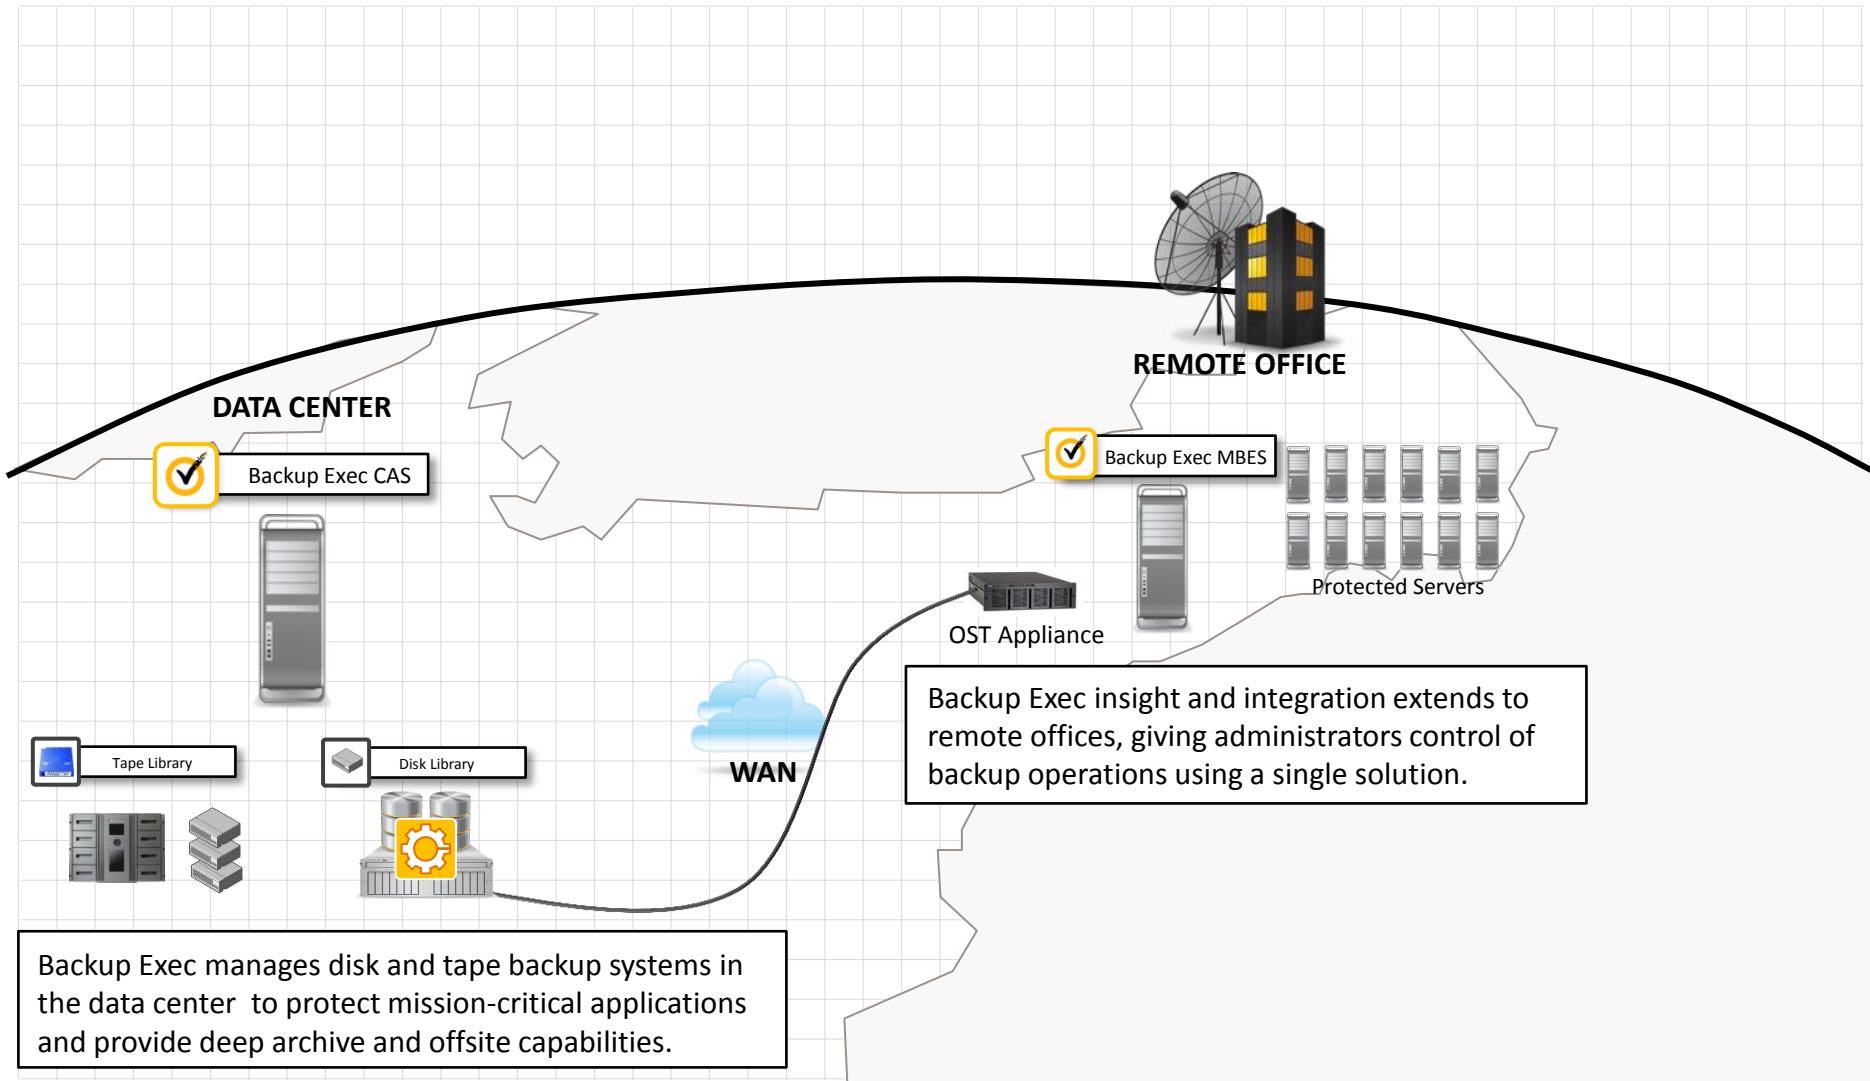 REMOTE OFFICE
DATA CENTER
Backup Exec CAS
Backup Exec MBES
Protected Servers
OST Appliance
WAN
Tape Library
Disk Library
Backup Exec insight and integration extends to
remote offices, giving administrators control of
backup operations using a single solution.
Backup Exec manages disk and tape backup systems in
the data center  to protect mission-critical applications
and provide deep archive and offsite capabilities.